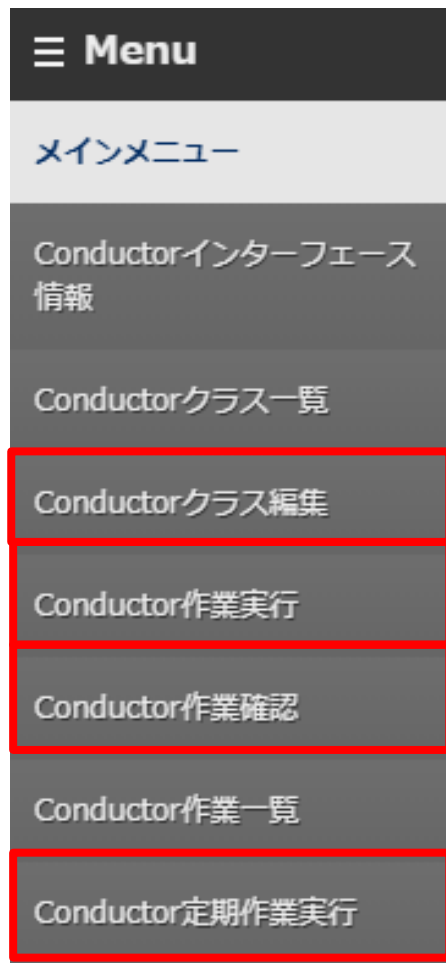 ☰ Menu
メインメニュー
Conductorインターフェース
情報
Conductorクラス一覧
Conductorクラス編集
Conductor作業実行
Conductor作業確認
Conductor作業一覧
Conductor定期作業実行